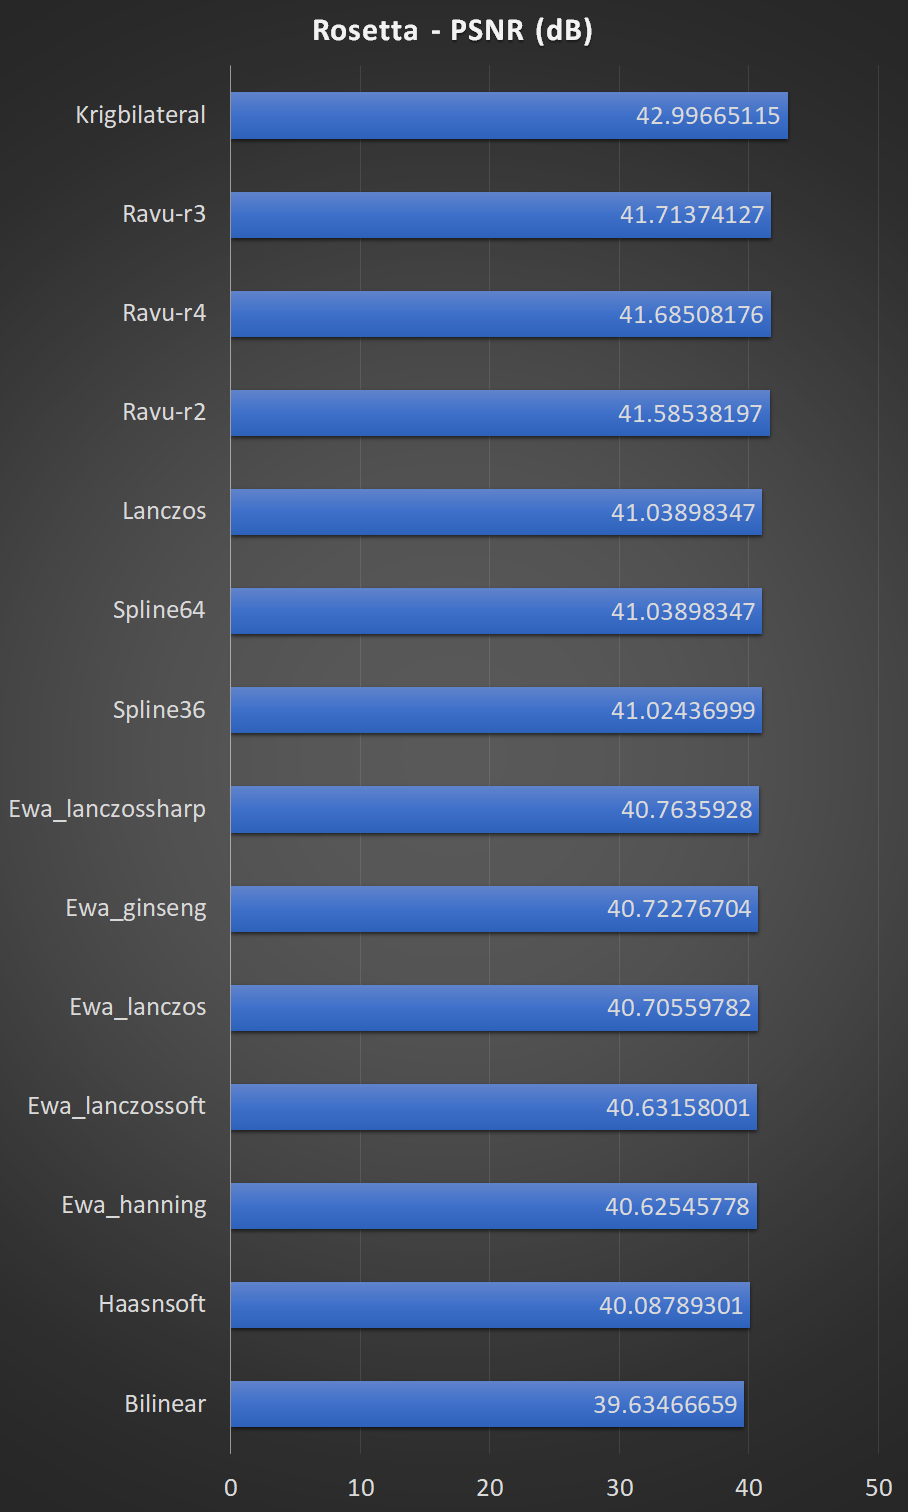 Rosetta - PSNR (dB)
Krigbilateral 42.99665115
Ravu-r3 41.71374127
Ravu-r4 41.68508176
Ravu-r2 41.58538197
Lanczos 41.03898347
Spline64 41.03898347
Spline36 41.02436999
Ewa_lanczossharp 40.7635928
Ewa_ginseng 40.72276704
Ewa_lanczos 40.70559782
Ewa_lanczossoft 40.63158001
Ewa_hanning 40.62545778
Haasnsoft 40.08789301
Bilinear 39.63466659
0 10 20 30 40 50